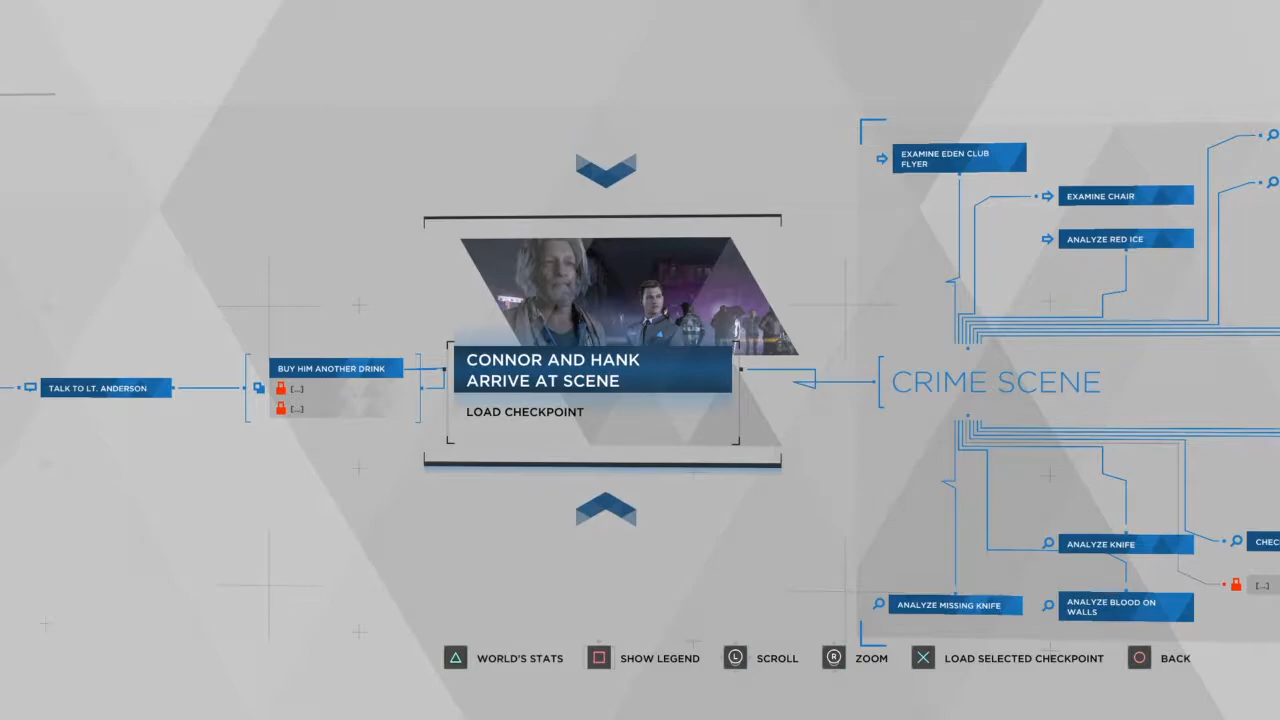 EXAMINE EDEN CLUB
FLYER
EXAMINE CHAIR
ANALYZE RED ICE
TALK TO LT. ANDERSON
BUY HIM ANOTHER DRINK
[...]
[...]
CONNOR AND HANK
ARRIVE AT SCENE
LOAD CHECKPOINT
CRIME SCENE
ANALYZE KNIFE
CHEC
[...]
ANALYZE MISSING KNIFE
ANALYZE BLOOD ON
WALLS
WORLD'S STATS
SHOW LEGEND
L
SCROLL
R
ZOOM
LOAD SELECTED CHECKPOINT
BACK